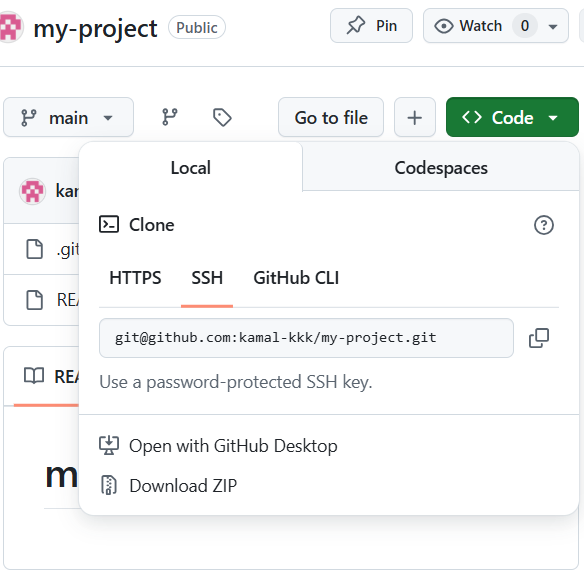 my-project Public Pin Watch 0
main Go to file + Code
Local Codespaces
kar
Clone
.git
HTTPS SSH GitHub CLI
REA
git@github.com:kamal-kkk/my-project.git
REA
Use a password-protected SSH key.
Open with GitHub Desktop
m
Download ZIP